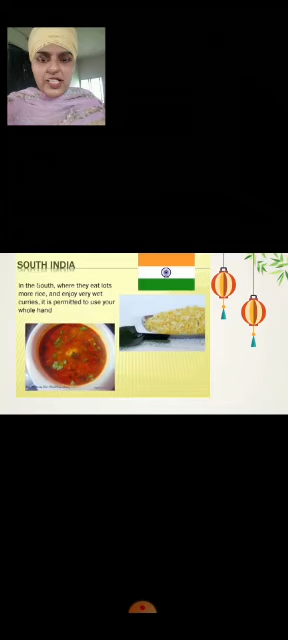 SOUTH INDIA
In the South, where they eat lots
more rice, and enjoy very wet
curries, it is permitted to use your
whole hand